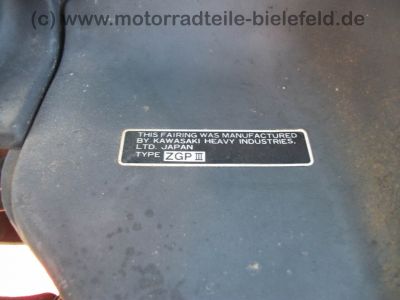 © www.motorradteile-bielefeld.de
THIS FAIRING WAS MANUFACTURED
BY KAWASAKI HEAVY INDUSTRIES,
LTD. JAPAN
TYPE ZGP III